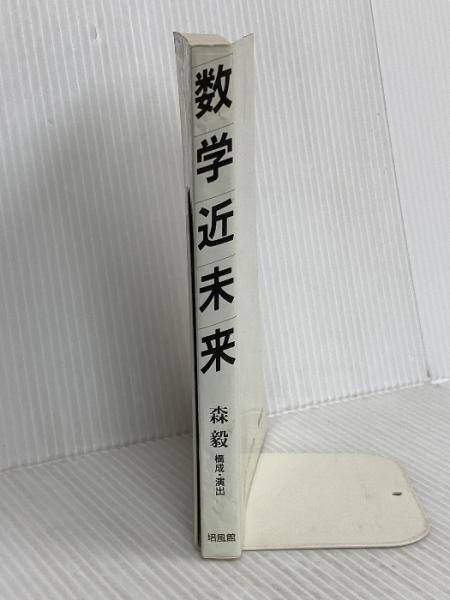 数学近未来
森毅
構成・演出
培風館